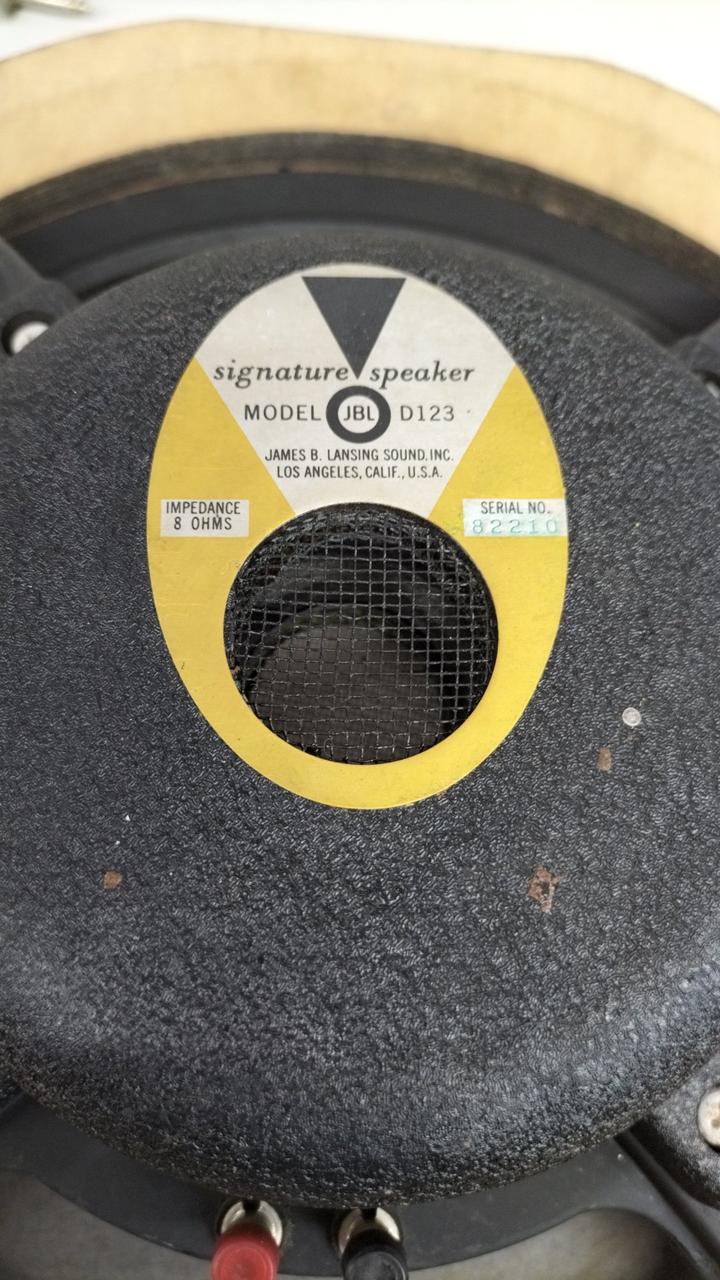 signature speaker
MODEL JBL D123
JAMES B. LANSING SOUND, INC.
LOS ANGELES, CALIF., U.S.A.
IMPEDANCE
8 OHMS
SERIAL NO.
82210